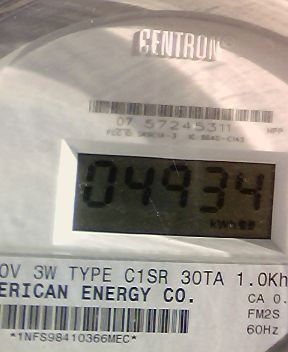 CENTRON
07 57245311
04934
kWh
0V 3W TYPE C1SR 30TA 1.0Kh
ERICAN ENERGY CO. CA 0.
FM2S
60Hz
*1NFS98410366MEC*